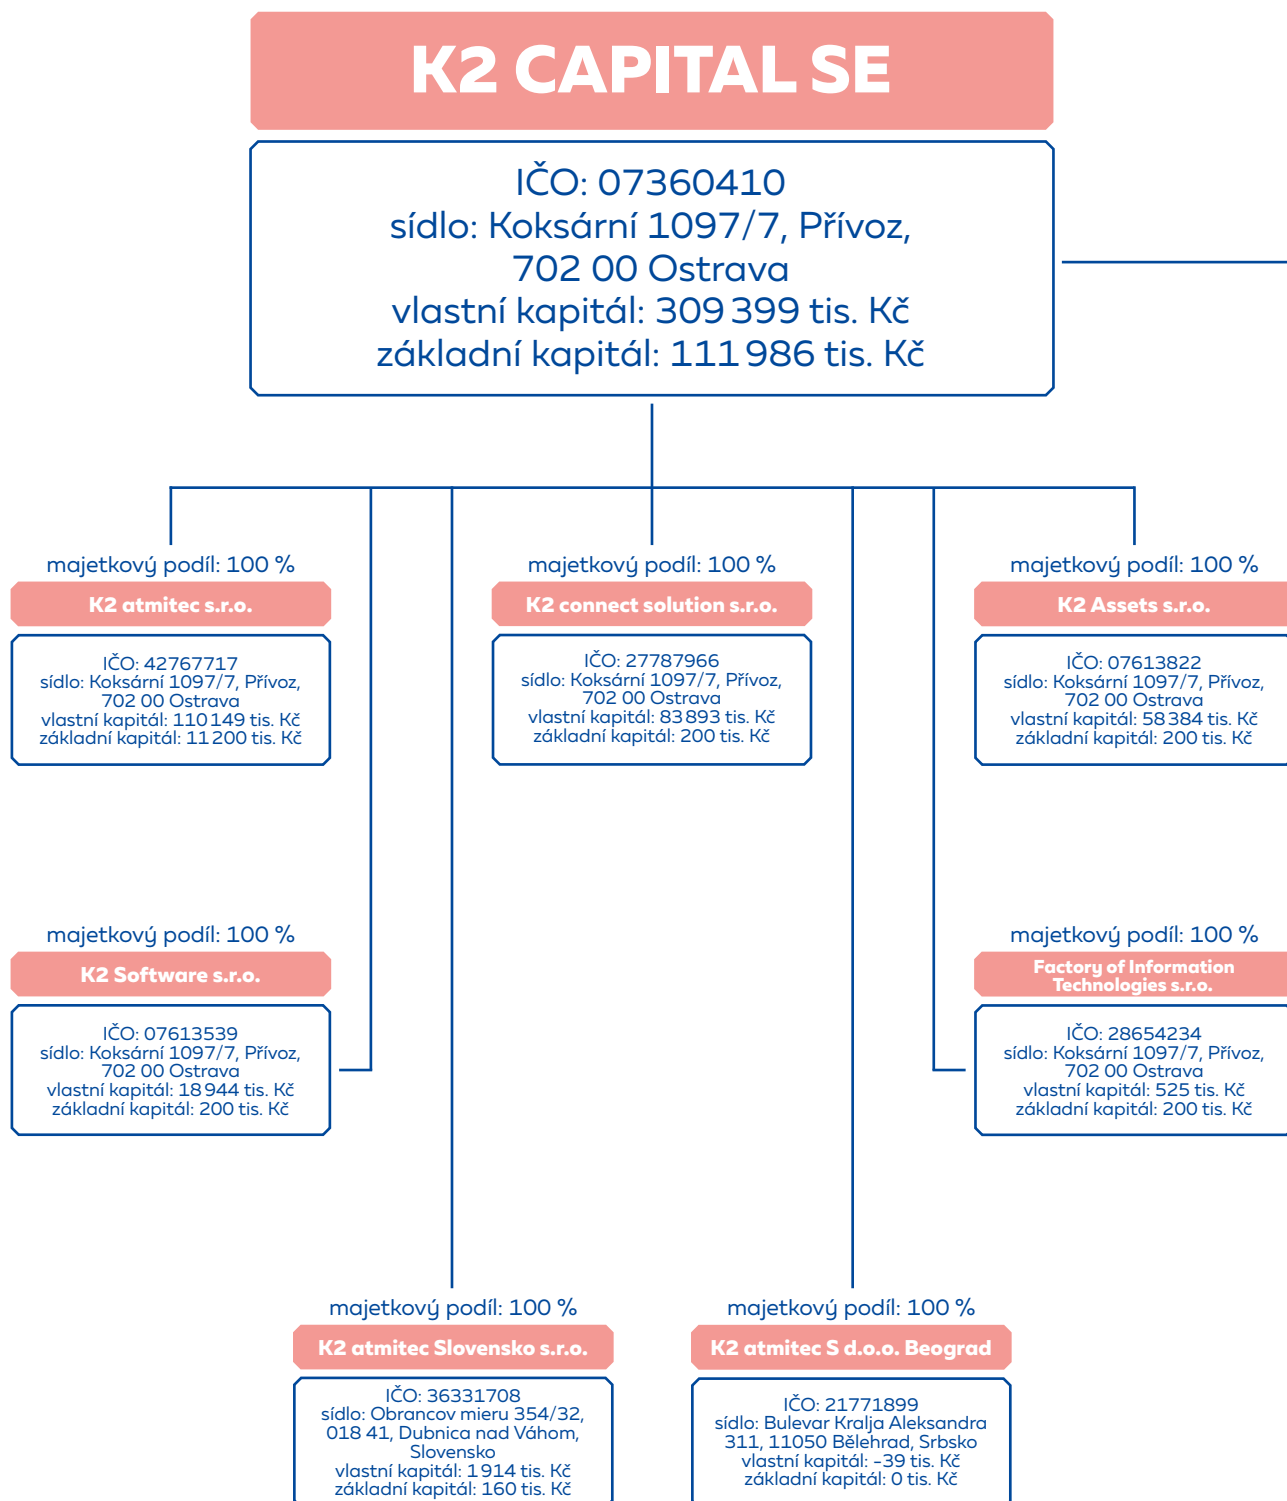 K2 CAPITAL SE
IČO: 07360410
sídlo: Koksární 1097/7, Přívoz,
702 00 Ostrava
vlastní kapitál: 309 399 tis. Kč
základní kapitál: 111 986 tis. Kč
majetkový podíl: 100 %
K2 atmitec s.r.o.
IČO: 42767717
sídlo: Koksární 1097/7, Přívoz,
702 00 Ostrava
vlastní kapitál: 110 149 tis. Kč
základní kapitál: 11 200 tis. Kč
majetkový podíl: 100 %
K2 connect solution s.r.o.
IČO: 27787966
sídlo: Koksární 1097/7, Přívoz,
702 00 Ostrava
vlastní kapitál: 83 893 tis. Kč
základní kapitál: 200 tis. Kč
majetkový podíl: 100 %
K2 Assets s.r.o.
IČO: 07613822
sídlo: Koksární 1097/7, Přívoz,
702 00 Ostrava
vlastní kapitál: 58 384 tis. Kč
základní kapitál: 200 tis. Kč
majetkový podíl: 100 %
K2 Software s.r.o.
IČO: 07613539
sídlo: Koksární 1097/7, Přívoz,
702 00 Ostrava
vlastní kapitál: 18 944 tis. Kč
základní kapitál: 200 tis. Kč
majetkový podíl: 100 %
Factory of Information
Technologies s.r.o.
IČO: 28654234
sídlo: Koksární 1097/7, Přívoz,
702 00 Ostrava
vlastní kapitál: 525 tis. Kč
základní kapitál: 200 tis. Kč
majetkový podíl: 100 %
K2 atmitec Slovensko s.r.o.
IČO: 36331708
sídlo: Obrancov mieru 354/32,
018 41, Dubnica nad Váhom,
Slovensko
vlastní kapitál: 1 914 tis. Kč
základní kapitál: 160 tis. Kč
majetkový podíl: 100 %
K2 atmitec S d.o.o. Beograd
IČO: 21771899
sídlo: Bulevar Kralja Aleksandra
311, 11050 Bělehrad, Srbsko
vlastní kapitál: -39 tis. Kč
základní kapitál: 0 tis. Kč